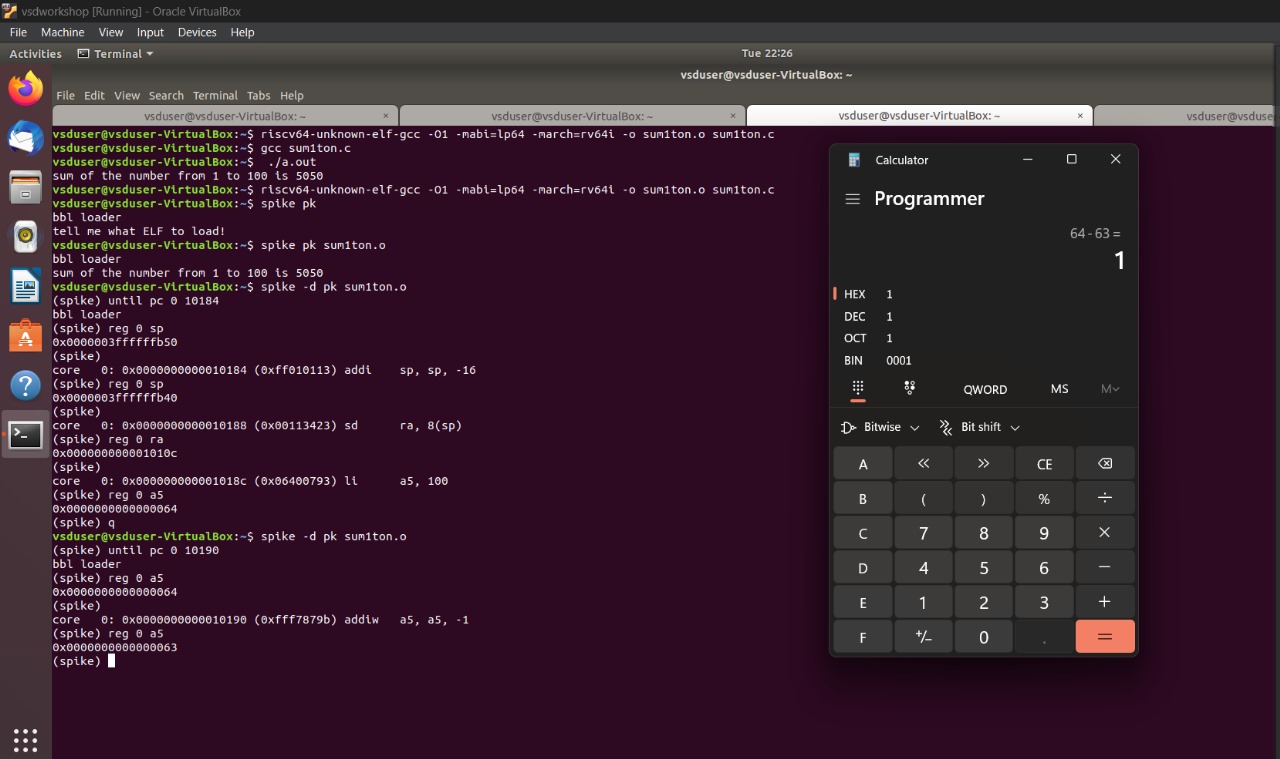 vsdworkshop [Running] - Oracle VirtualBox
File Machine View Input Devices Help
Activities Terminal Tue 22:26
vsduser@vsduser-VirtualBox: ~
File Edit View Search Terminal Tabs Help
vsduser@vsduser-VirtualBox: ~ × vsduser@vsduser-VirtualBox: ~ × vsduser@vsduser-VirtualBox: ~ × vsduser@vsduse
vsduser@vsduser-VirtualBox:~$ riscv64-unknown-elf-gcc -O1 -mabi=lp64 -march=rv64i -o sum1ton.o sum1ton.c
vsduser@vsduser-VirtualBox:~$ gcc sum1ton.c
vsduser@vsduser-VirtualBox:~$  ./a.out
sum of the number from 1 to 100 is 5050
vsduser@vsduser-VirtualBox:~$ riscv64-unknown-elf-gcc -O1 -mabi=lp64 -march=rv64i -o sum1ton.o sum1ton.c
vsduser@vsduser-VirtualBox:~$ spike pk
bbl loader
tell me what ELF to load!
vsduser@vsduser-VirtualBox:~$ spike pk sum1ton.o
bbl loader
sum of the number from 1 to 100 is 5050
vsduser@vsduser-VirtualBox:~$ spike -d pk sum1ton.o
(spike) until pc 0 10184
bbl loader
(spike) reg 0 sp
0x0000003ffffffb50
(spike)
core   0: 0x0000000000010184 (0xff010113) addi    sp, sp, -16
(spike) reg 0 sp
0x0000003ffffffb40
(spike)
core   0: 0x0000000000010188 (0x00113423) sd      ra, 8(sp)
(spike) reg 0 ra
0x000000000001010c
(spike)
core   0: 0x000000000001018c (0x06400793) li      a5, 100
(spike) reg 0 a5
0x0000000000000064
(spike) q
vsduser@vsduser-VirtualBox:~$ spike -d pk sum1ton.o
(spike) until pc 0 10190
bbl loader
(spike) reg 0 a5
0x0000000000000064
(spike)
core   0: 0x0000000000010190 (0xfff7879b) addiw   a5, a5, -1
(spike) reg 0 a5
0x0000000000000063
(spike)
Calculator
Programmer
64 - 63 =
1
HEX 1
DEC 1
OCT 1
BIN 0001
QWORD MS M
Bitwise Bit shift
A << >> CE
B ( ) % ÷
C 7 8 9 ×
D 4 5 6 −
E 1 2 3 +
F +/− 0 . =